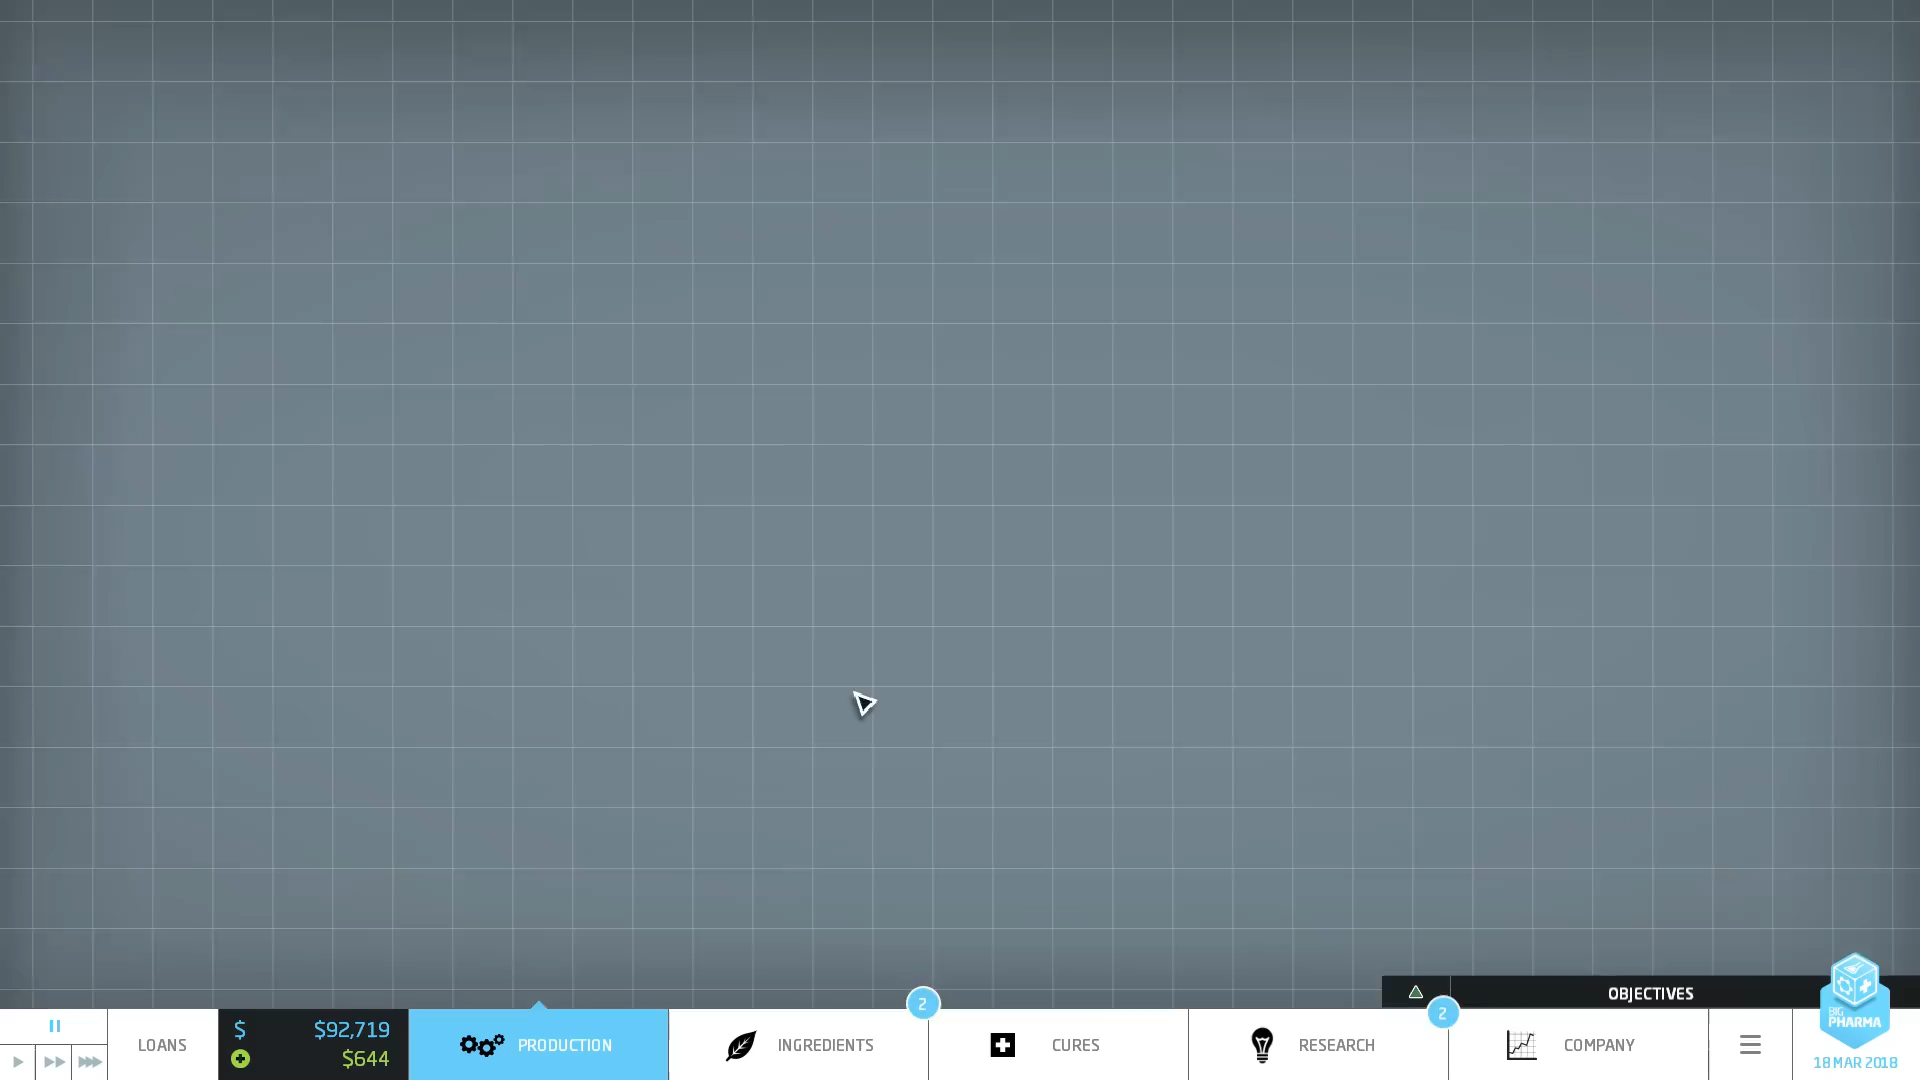 OBJECTIVES
2
2
LOANS
$ $92,719
$644
PRODUCTION
INGREDIENTS
CURES
RESEARCH
COMPANY
BIG
PHARMA
18 MAR 2018